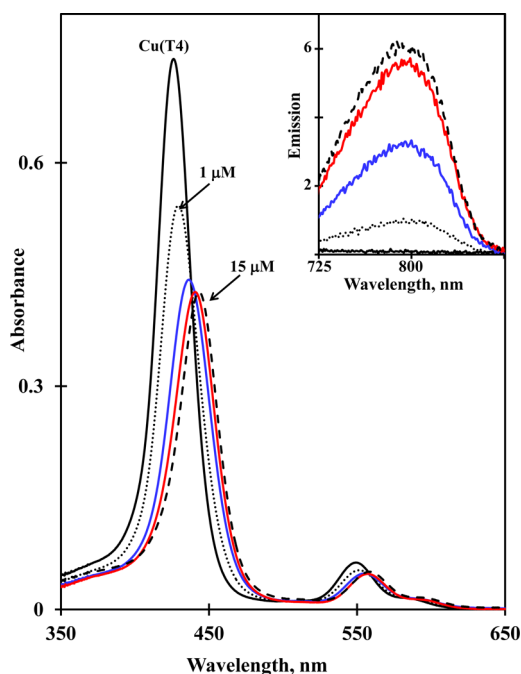 Cu(T4)
1 μM
15 μM
Absorbance
0.6
0.3
0
350
450
550
650
Wavelength, nm
Emission
6
4
2
725
800
Wavelength, nm